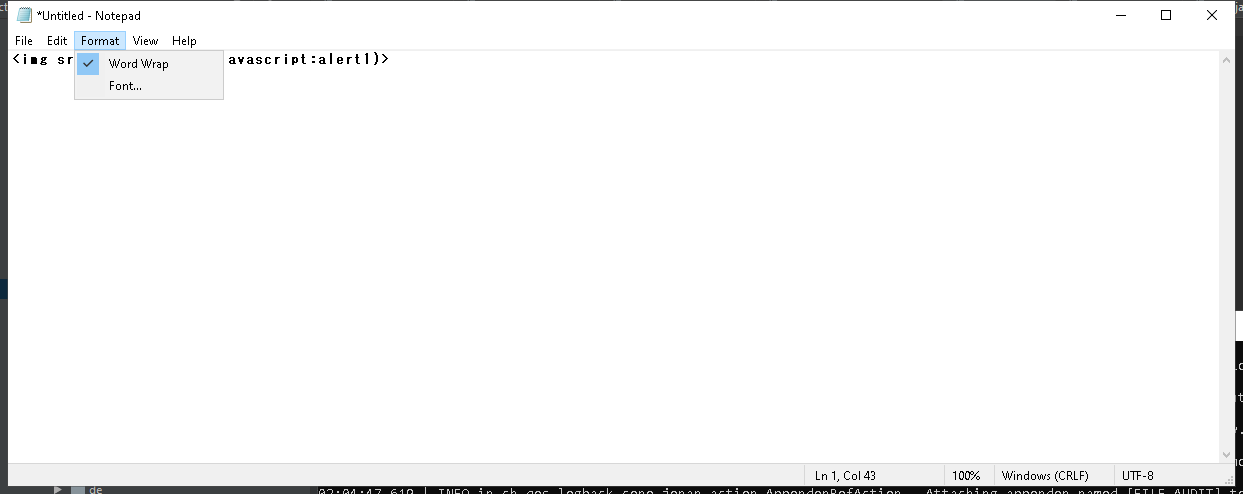 *Untitled - Notepad
File Edit Format View Help
<img sr avascript:alert1)>
Word Wrap
Font...
Ln 1, Col 43 100% Windows (CRLF) UTF-8
de 02:04:47,619 | INFO in ch.qos.logback.core.joran.action.AppenderRefAction - Attaching appender named [FILE_AUDIT] t